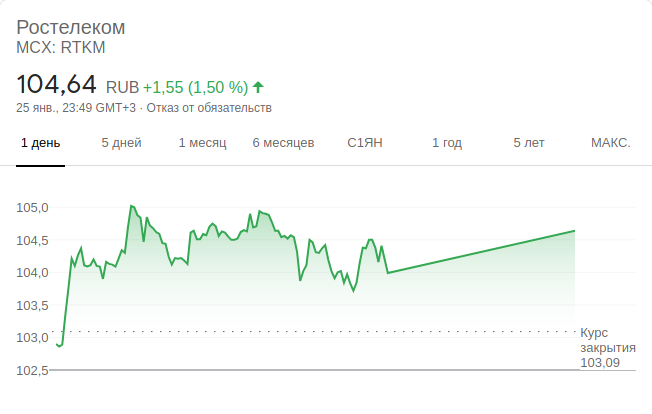 Ростелеком
MCX: RTKM
104,64 RUB +1,55 (1,50 %)
25 янв., 23:49 GMT+3 · Отказ от обязательств
1 день 5 дней 1 месяц 6 месяцев С1ЯН 1 год 5 лет МАКС.
105,0
104,5
104,0
103,5
103,0
102,5
Курс
закрытия
103,09